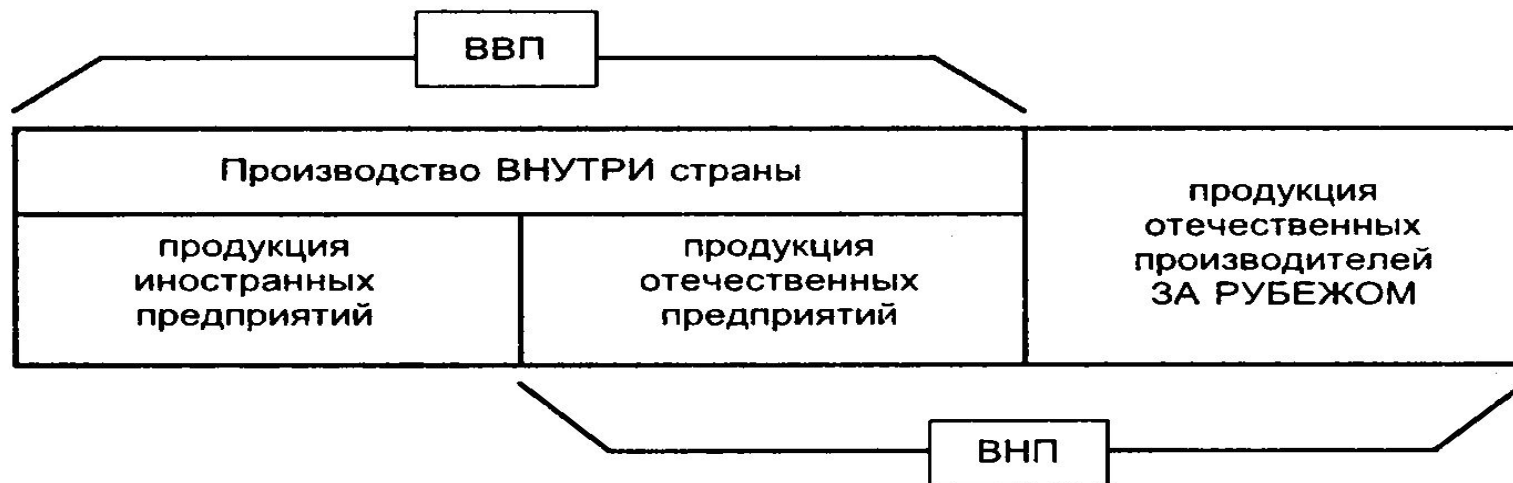 ВВП
Производство ВНУТРИ страны
продукция
иностранных
предприятий
продукция
отечественных
предприятий
продукция
отечественных
производителей
ЗА РУБЕЖОМ
ВНП